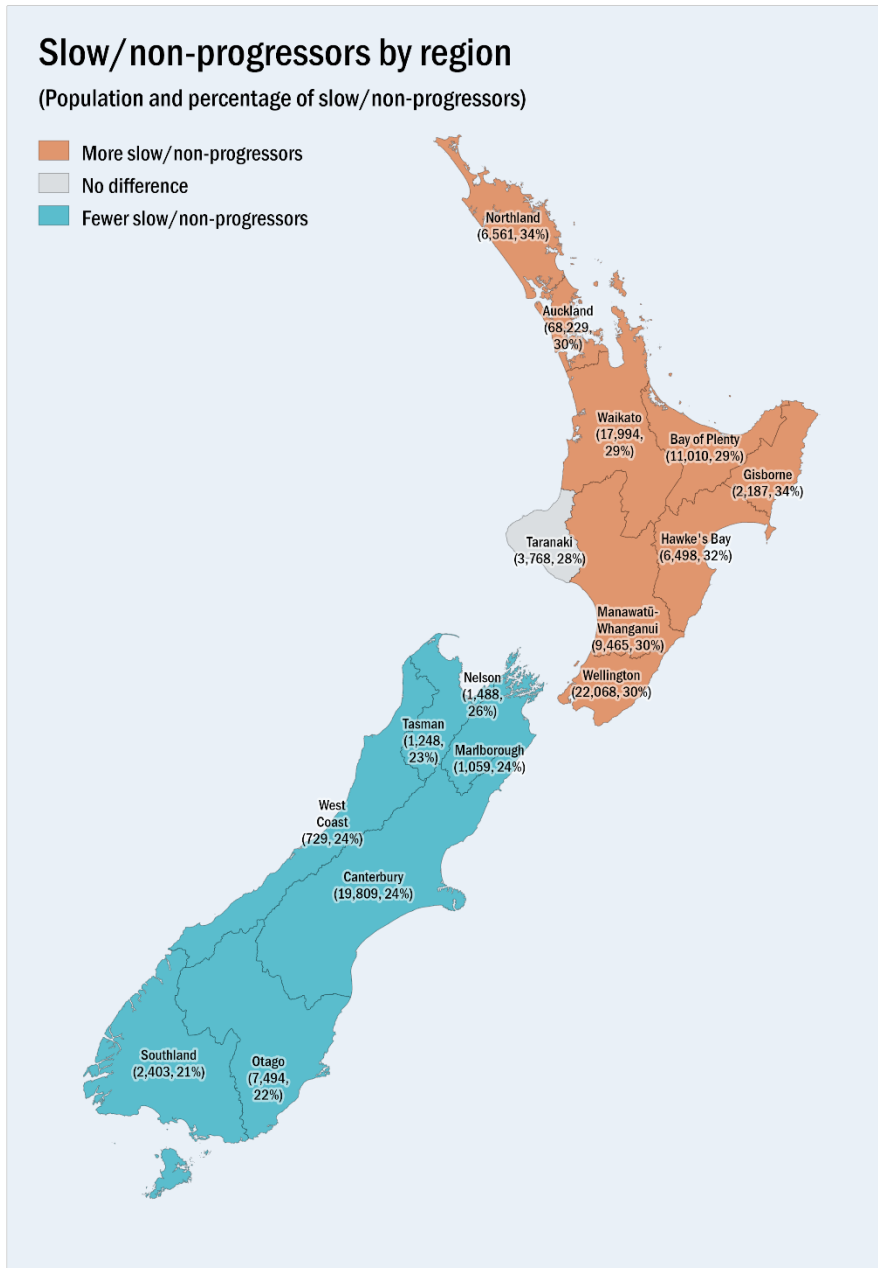 Slow/non-progressors by region
(Population and percentage of slow/non-progressors)
More slow/non-progressors
No difference
Fewer slow/non-progressors
Northland
(6,561, 34%)
Auckland
(68,229,
30%)
Waikato
(17,994,
29%)
Bay of Plenty
(11,010, 29%)
Gisborne
(2,187, 34%)
Taranaki
(3,768, 28%)
Hawke's Bay
(6,498, 32%)
Manawatū-
Whanganui
(9,465, 30%)
Wellington
(22,068, 30%)
Nelson
(1,488,
26%)
Tasman
(1,248,
23%)
Marlborough
(1,059, 24%)
West
Coast
(729, 24%)
Canterbury
(19,809, 24%)
Southland
(2,403, 21%)
Otago
(7,494,
22%)